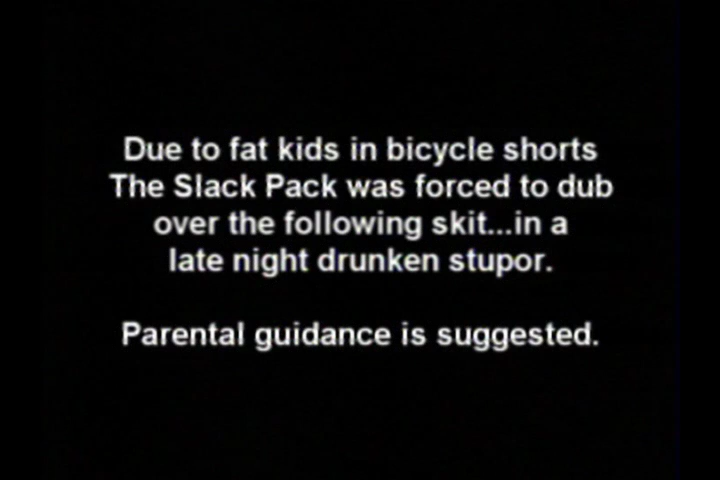 Due to fat kids in bicycle shorts
The Slack Pack was forced to dub
over the following skit...in a
late night drunken stupor.
Parental guidance is suggested.